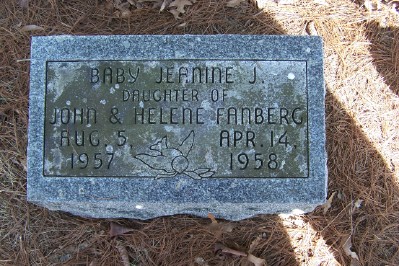 BABY JEANINE J.
DAUGHTER OF
JOHN & HELENE FANBERG
AUG. 5, APR. 14,
1957 1958